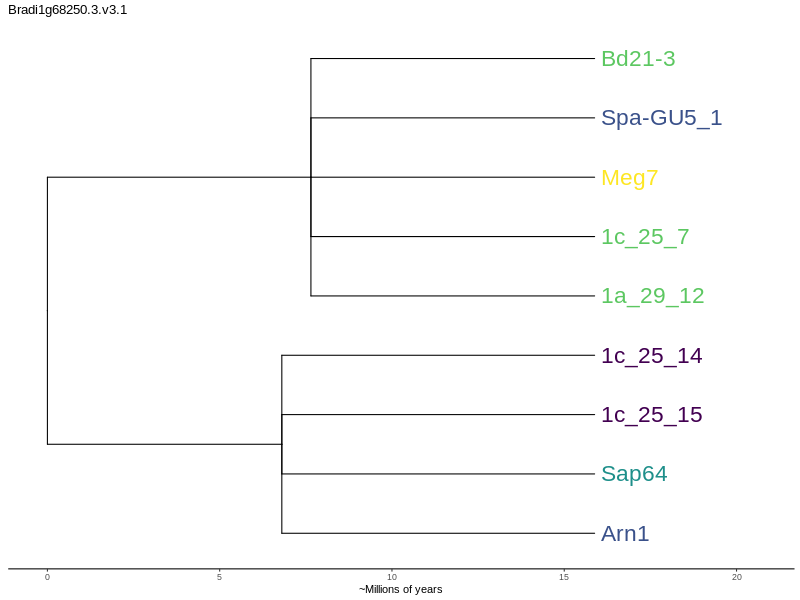 Bradi1g68250.3.v3.1
Bd21-3
Spa-GU5_1
Meg7
1c_25_7
1a_29_12
1c_25_14
1c_25_15
Sap64
Arn1
0 5 10 15 20
~Millions of years